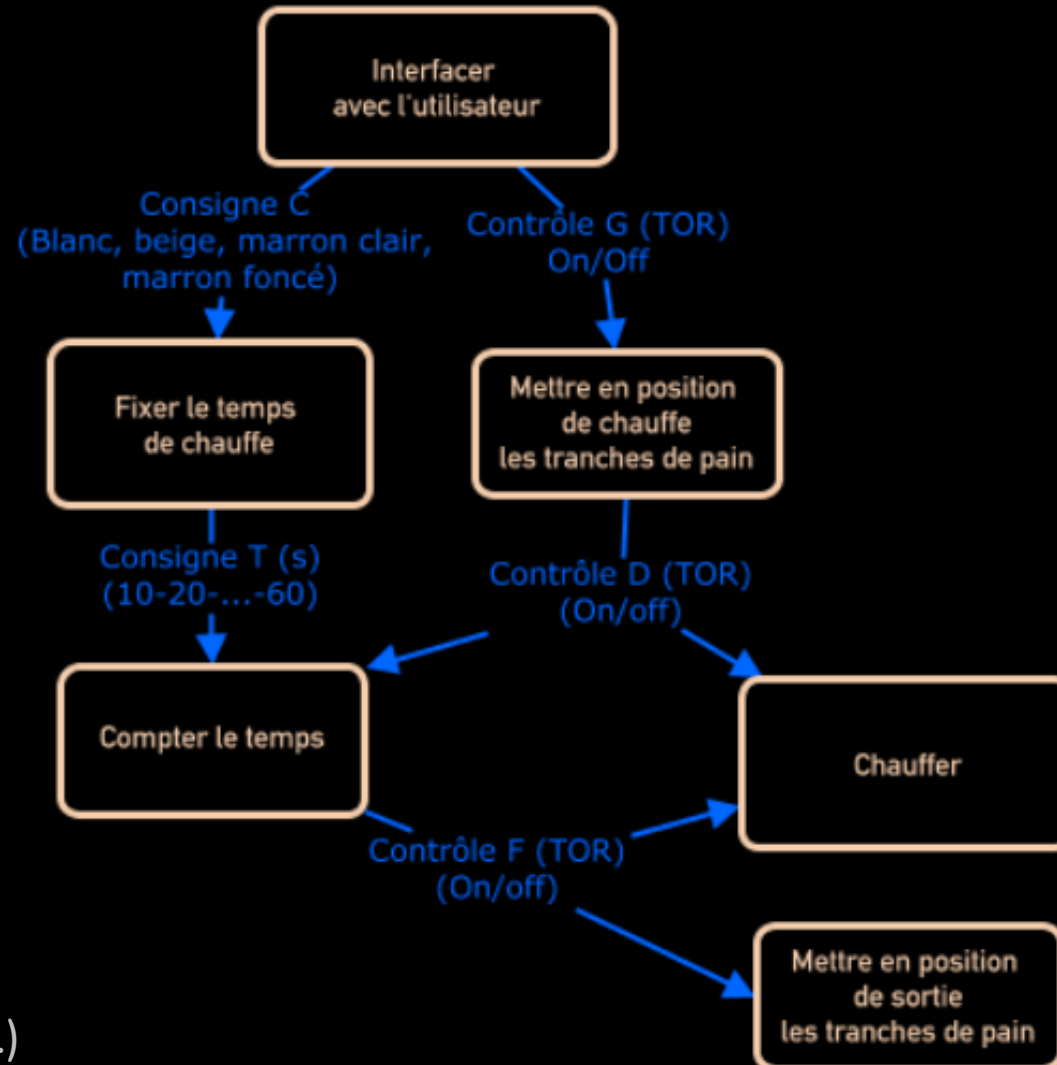 Interfacer
avec l'utilisateur
Consigne C
(Blanc, beige, marron clair,
marron foncé)
Contrôle G (TOR)
On/Off
Fixer le temps
de chauffe
Mettre en position
de chauffe
les tranches de pain
Consigne T (s)
(10-20-...-60)
Contrôle D (TOR)
(On/off)
Compter le temps
Chauffer
Contrôle F (TOR)
(On/off)
Mettre en position
de sortie
les tranches de pain
.)